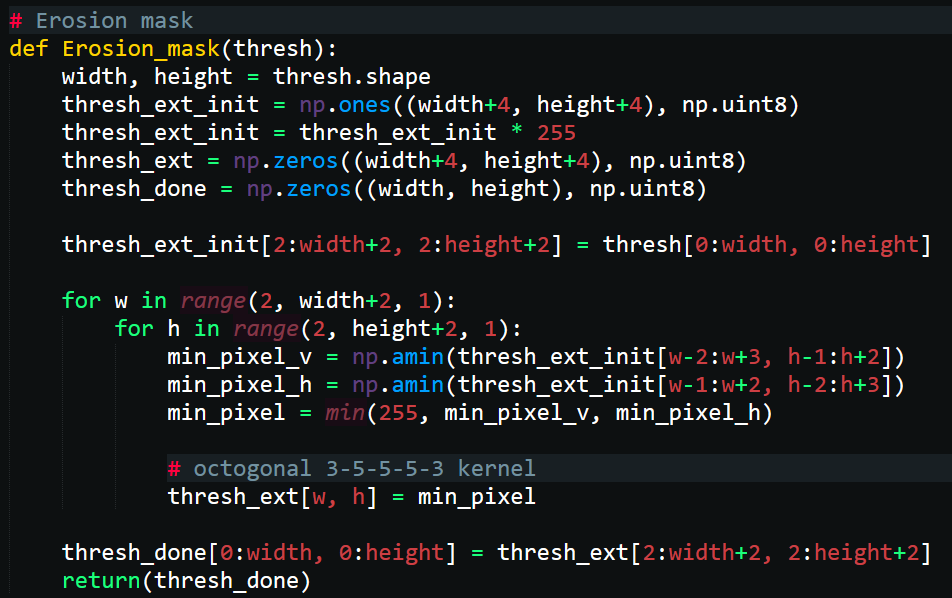 # Erosion mask
def Erosion_mask(thresh):
    width, height = thresh.shape
    thresh_ext_init = np.ones((width+4, height+4), np.uint8)
    thresh_ext_init = thresh_ext_init * 255
    thresh_ext = np.zeros((width+4, height+4), np.uint8)
    thresh_done = np.zeros((width, height), np.uint8)

    thresh_ext_init[2:width+2, 2:height+2] = thresh[0:width, 0:height]

    for w in range(2, width+2, 1):
        for h in range(2, height+2, 1):
            min_pixel_v = np.amin(thresh_ext_init[w-2:w+3, h-1:h+2])
            min_pixel_h = np.amin(thresh_ext_init[w-1:w+2, h-2:h+3])
            min_pixel = min(255, min_pixel_v, min_pixel_h)

            # octogonal 3-5-5-5-3 kernel
            thresh_ext[w, h] = min_pixel

    thresh_done[0:width, 0:height] = thresh_ext[2:width+2, 2:height+2]
    return(thresh_done)